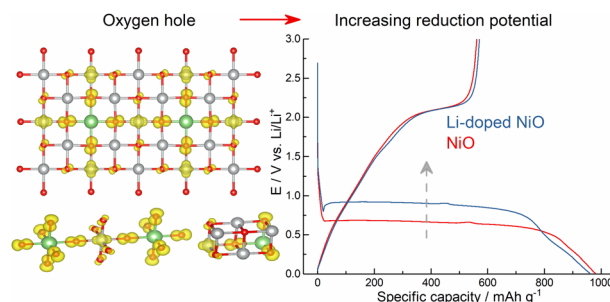 Oxygen hole
Increasing reduction potential
3.0
2.5
2.0
1.5
1.0
0.5
0.0
E / V vs. Li/Li⁺
Li-doped NiO
NiO
0
200
400
600
800
1000
Specific capacity / mAh g⁻¹